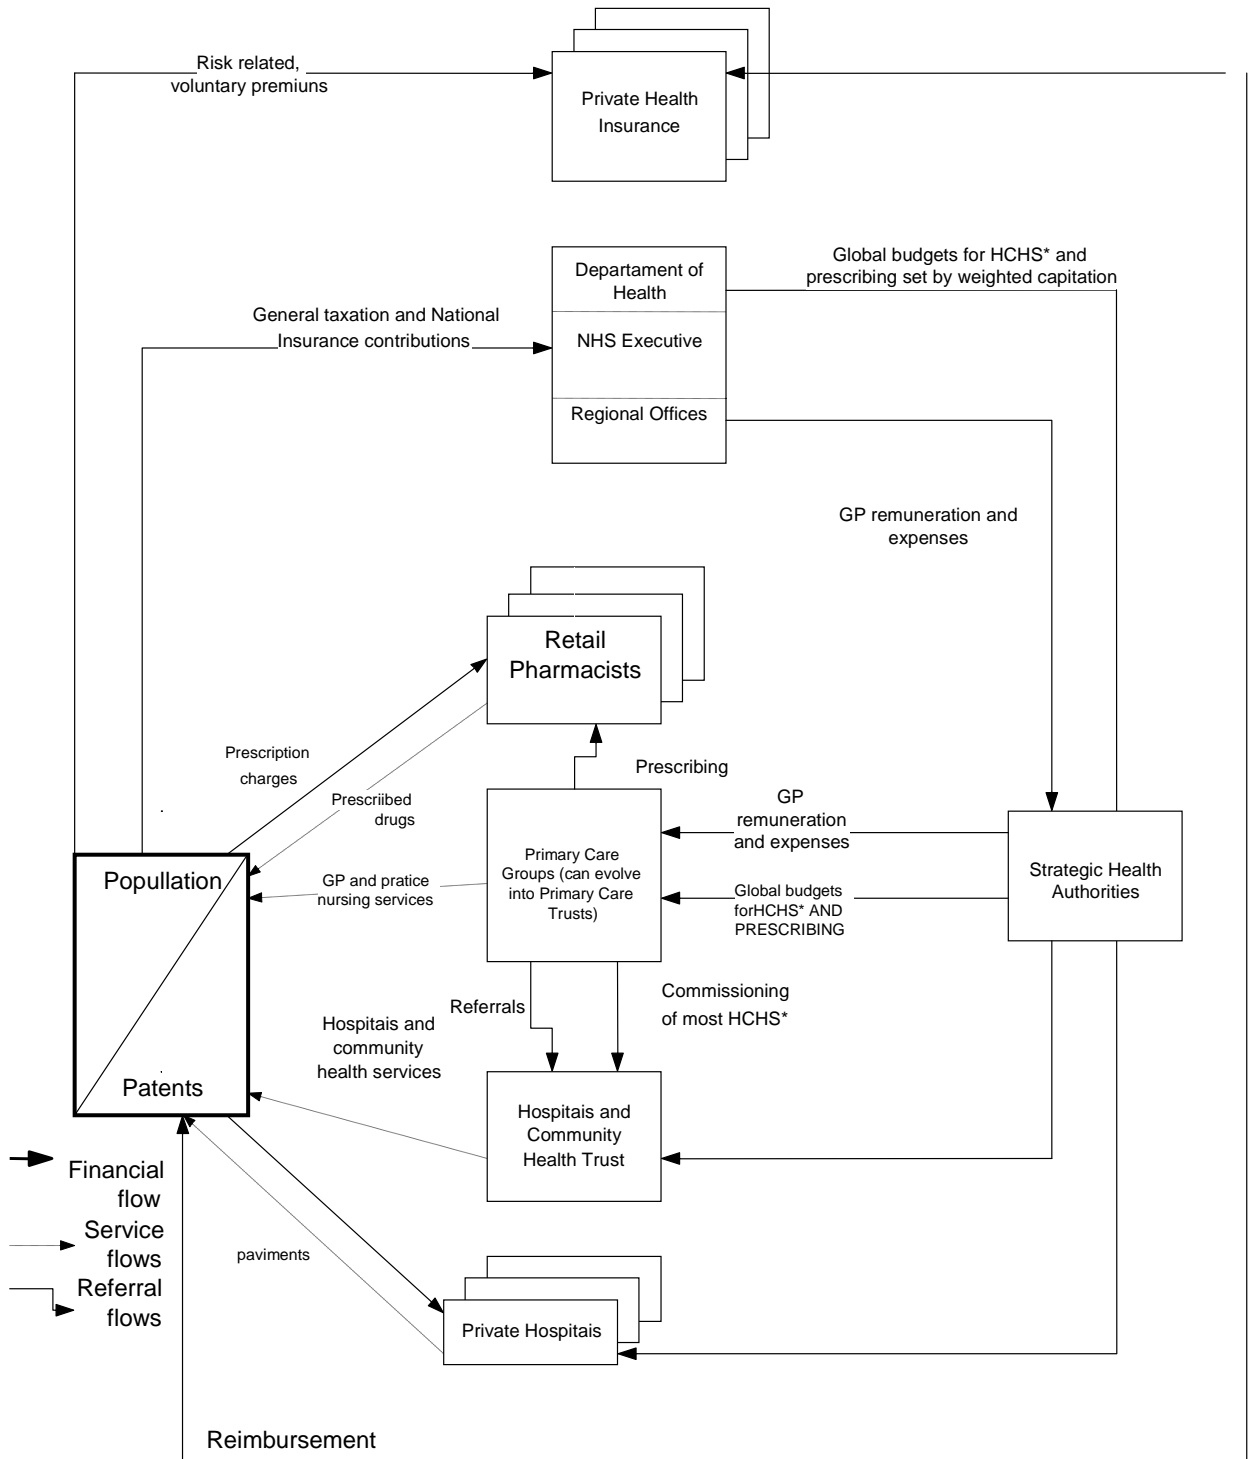 Risk related,
voluntary premiuns
Private Health
Insurance
Departament of
Health
NHS Executive
Regional Offices
Global budgets for HCHS* and
prescribing set by weighted capitation
General taxation and National
Insurance contributions
GP remuneration and
expenses
Retail
Pharmacists
Prescription
charges
Prescriibed
drugs
Prescribing
GP
remuneration
and expenses
Primary Care
Groups (can evolve
into Primary Care
Trusts)
Strategic Health
Authorities
Popullation
GP and pratice
nursing services
Global budgets
forHCHS* AND
PRESCRIBING
Referrals
Commissioning
of most HCHS*
Hospitais and
community
health services
Patents
Hospitais and
Community
Health Trust
Financial
flow
Service
flows
Referral
flows
paviments
Private Hospitais
Reimbursement